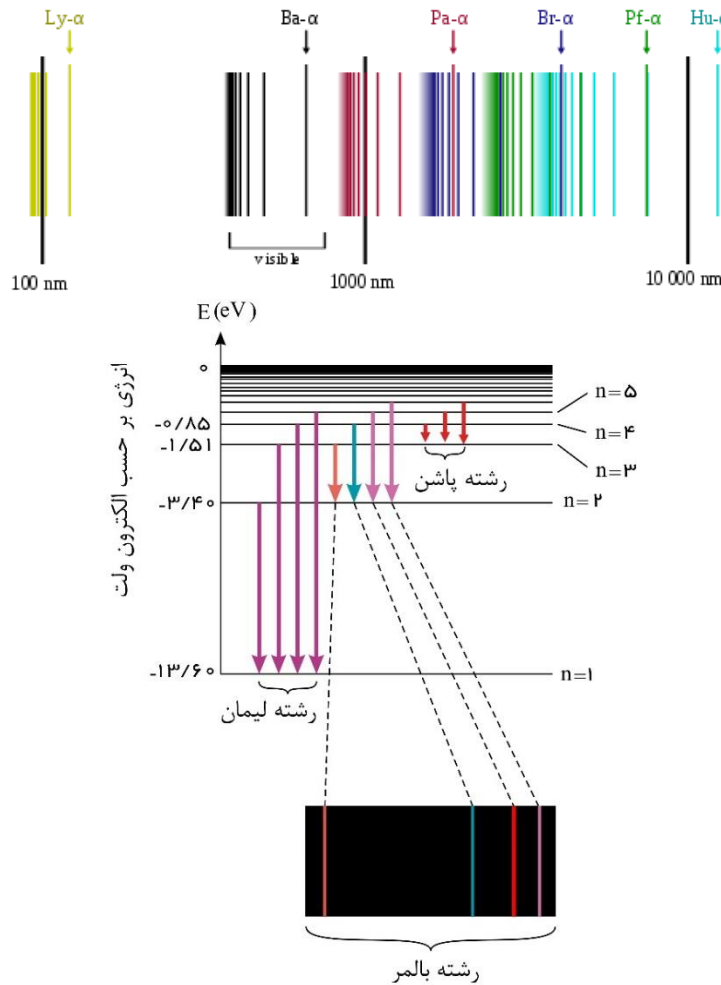 Ly-α Ba-α Pa-α Br-α Pf-α Hu-α
visible
100 nm 1000 nm 10 000 nm
E (eV)
انرژی بر حسب الکترون ولت
۰
n=۵
-۰/۸۵
n=۴
-۱/۵۱
n=۳
رشته پاشن
-۳/۴۰ n=۲
-۱۳/۶۰ n=۱
رشته لیمان
رشته بالمر